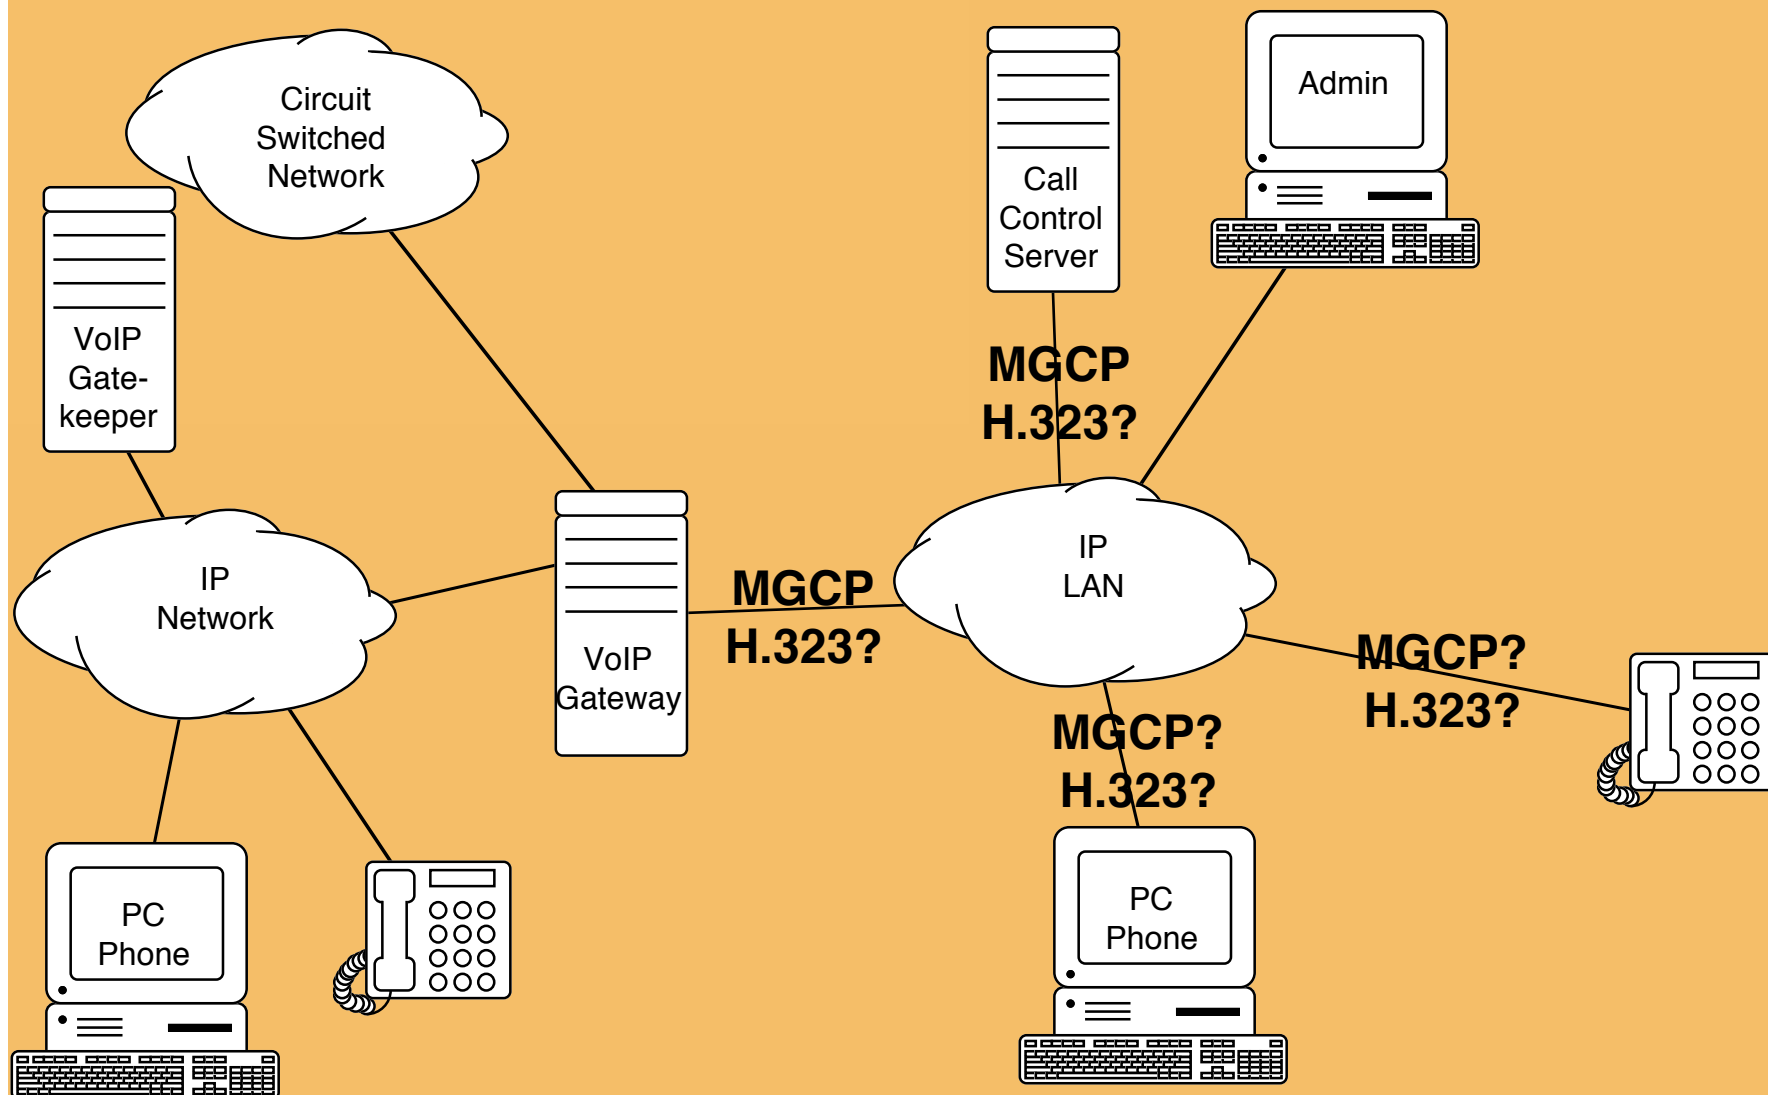 Circuit
Switched
Network
Call
Control
Server
Admin
VoIP
Gate-
keeper
MGCP
H.323?
IP
Network
VoIP
Gateway
MGCP
H.323?
IP
LAN
MGCP?
H.323?
MGCP?
H.323?
PC
Phone
PC
Phone